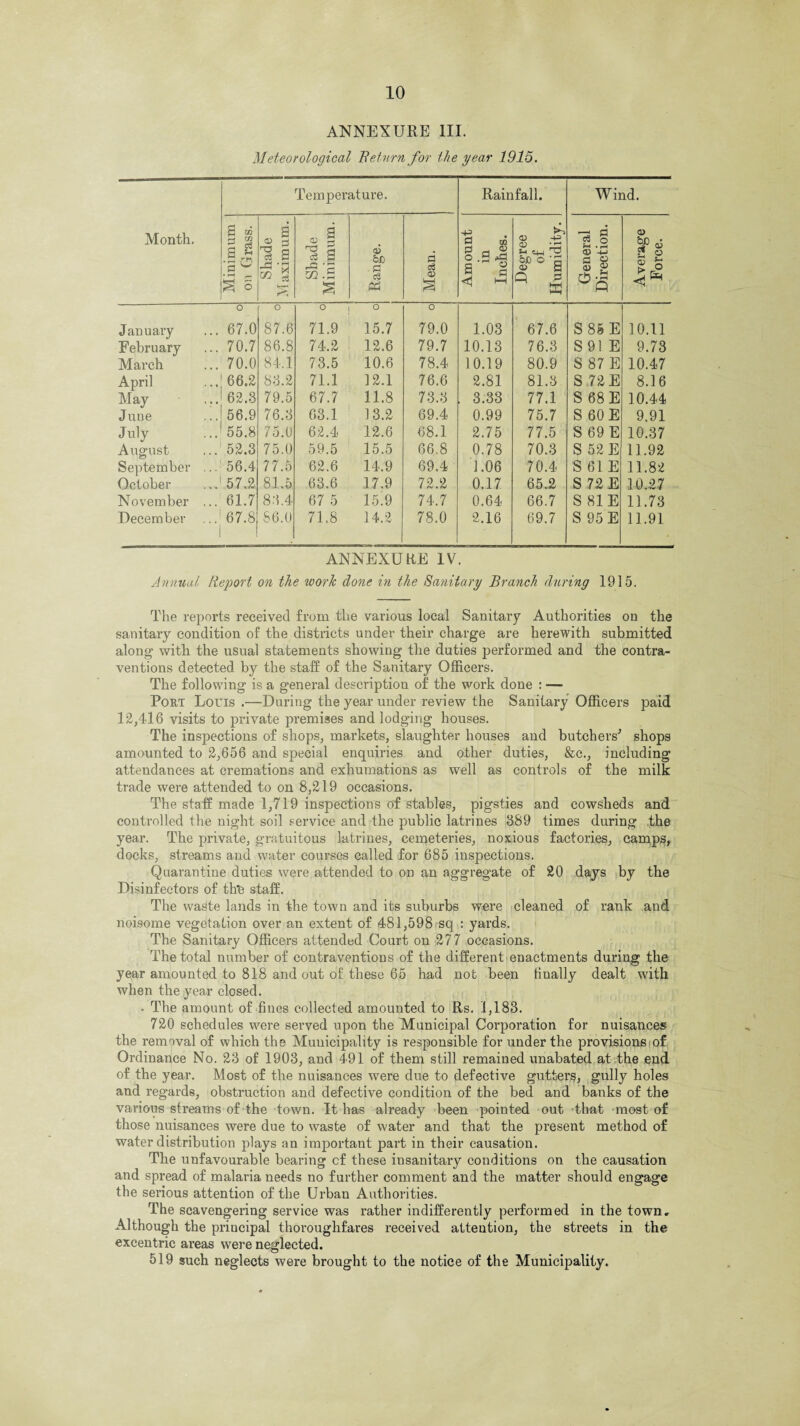 10
ANNEXURE III.
Meteorological Return for the year 1915.
Month. | Temperature. | Rainfall. | Wind.
Minimum on Grass. | Shade Maximum. | Shade Minimum. | Range. | Mean. | Amount in Inches. | Degree of Humidity. | General Direction. | Average Force.
o o o o o
January ... 67.0 87.6 71.9 15.7 79.0 1.03 67.6 S 85 E 10.11
February ... 70.7 86.8 74.2 12.6 79.7 10.13 76.3 S 91 E 9.73
March ... 70.0 84.1 73.5 10.6 78.4 10.19 80.9 S 87 E 10.47
April ... 66.2 83.2 71.1 12.1 76.6 2.81 81.3 S 72 E 8.16
May ... 62.3 79.5 67.7 11.8 73.3 3.33 77.1 S 68 E 10.44
June ... 56.9 76.3 63.1 13.2 69.4 0.99 75.7 S 60 E 9.91
July ... 55.8 75.0 62.4 12.6 68.1 2.75 77.5 S 69 E 10.37
August ... 52.3 75.0 59.5 15.5 66.8 0.78 70.3 S 52 E 11.92
September ... 56.4 77.5 62.6 14.9 69.4 1.06 70.4 S 61 E 11.82
October ... 57.2 81.5 63.6 17.9 72.2 0.17 65.2 S 72 E 10.27
November ... 61.7 83.4 67 5 15.9 74.7 0.64 66.7 S 81 E 11.73
December ... 67.8 86.0 71.8 14.2 78.0 2.16 69.7 S 95 E 11.91
ANNEXURE IV.
Annual Report on the work done in the Sanitary Branch during 1915.
The reports received from the various local Sanitary Authorities on the
sanitary condition of the districts under their charge are herewith submitted
along with the usual statements showing the duties performed and the contra-
ventions detected by the staff of the Sanitary Officers.
The following is a general description of the work done : —
PORT LOUIS .—During the year under review the Sanitary Officers paid
12,416 visits to private premises and lodging houses.
The inspections of shops, markets, slaughter houses and butchers' shops
amounted to 2,656 and special enquiries and other duties, &c., including
attendances at cremations and exhumations as well as controls of the milk
trade were attended to on 8,219 occasions.
The staff made 1,719 inspections of stables, pigsties and cowsheds and
controlled the night soil service and the public latrines 389 times during the
year. The private, gratuitous latrines, cemeteries, noxious factories, camps,
docks, streams and water courses called for 685 inspections.
Quarantine duties were attended to on an aggregate of 20 days by the
Disinfectors of the staff.
The waste lands in the town and its suburbs were cleaned of rank and
noisome vegetation over an extent of 481,598 sq : yards.
The Sanitary Officers attended Court on 277 occasions.
The total number of contraventions of the different enactments during the
year amounted to 818 and out of these 65 had not been finally dealt with
when the year closed.
The amount of fines collected amounted to Rs. 1,183.
720 schedules were served upon the Municipal Corporation for nuisances
the removal of which the Municipality is responsible for under the provisions of
Ordinance No. 23 of 1903, and 491 of them still remained unabated at the end
of the year. Most of the nuisances were due to defective gutters, gully holes
and regards, obstruction and defective condition of the bed and banks of the
various streams of the town. It has already been pointed out that most of
those nuisances were due to waste of water and that the present method of
water distribution plays an important part in their causation.
The unfavourable bearing cf these insanitary conditions on the causation
and spread of malaria needs no further comment and the matter should engage
the serious attention of the Urban Authorities.
The scavengering service was rather indifferently performed in the town.
Although the principal thoroughfares received attention, the streets in the
excentric areas were neglected.
519 such neglects were brought to the notice of the Municipality.